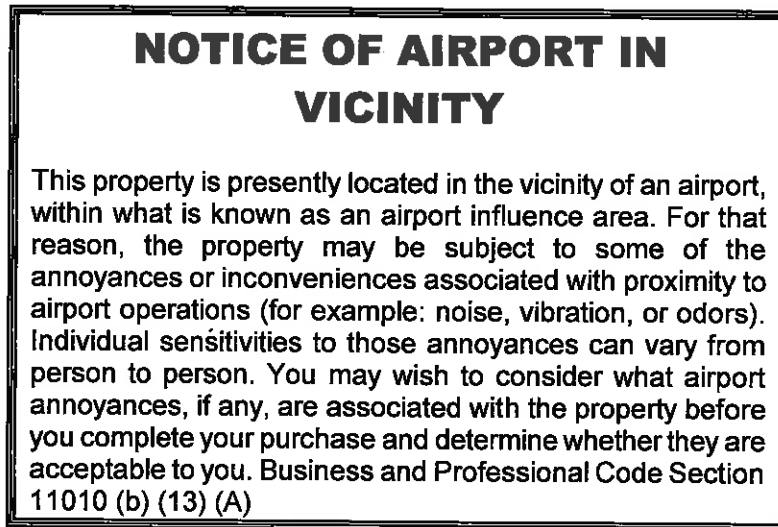 NOTICE OF AIRPORT IN
VICINITY
This property is presently located in the vicinity of an airport,
within what is known as an airport influence area. For that
reason, the property may be subject to some of the
annoyances or inconveniences associated with proximity to
airport operations (for example: noise, vibration, or odors).
Individual sensitivities to those annoyances can vary from
person to person. You may wish to consider what airport
annoyances, if any, are associated with the property before
you complete your purchase and determine whether they are
acceptable to you. Business and Professional Code Section
11010 (b) (13) (A)